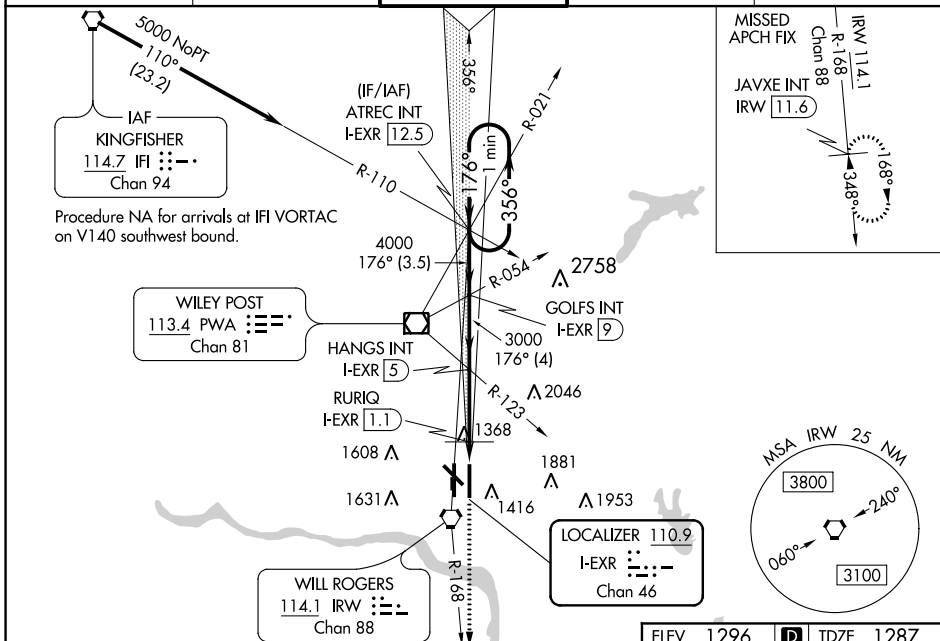 5000 NoPT
110°
(23.2)
IAF
KINGFISHER
114.7 IFI
Chan 94
Procedure NA for arrivals at IFI VORTAC
on V140 southwest bound.
(IF/IAF)
ATREC INT
I-EXR 12.5
R-110
R-021
356°
176°
1 min
356°
4000
176° (3.5)
R-054
2758
GOLFS INT
I-EXR 9
WILEY POST
113.4 PWA
Chan 81
3000
176° (4)
HANGS INT
I-EXR 5
R-123
2046
RURIQ
I-EXR 1.1
1368
1608
1631
1881
1416
1953
LOCALIZER 110.9
I-EXR
Chan 46
WILL ROGERS
114.1 IRW
Chan 88
R-168
MISSED
APCH FIX
IRW 114.1
R-168
Chan 88
JAVXE INT
IRW 11.6
168°
348°
MSA IRW 25 NM
3800
240°
060°
3100
ELEV 1296 D TDZE 1287